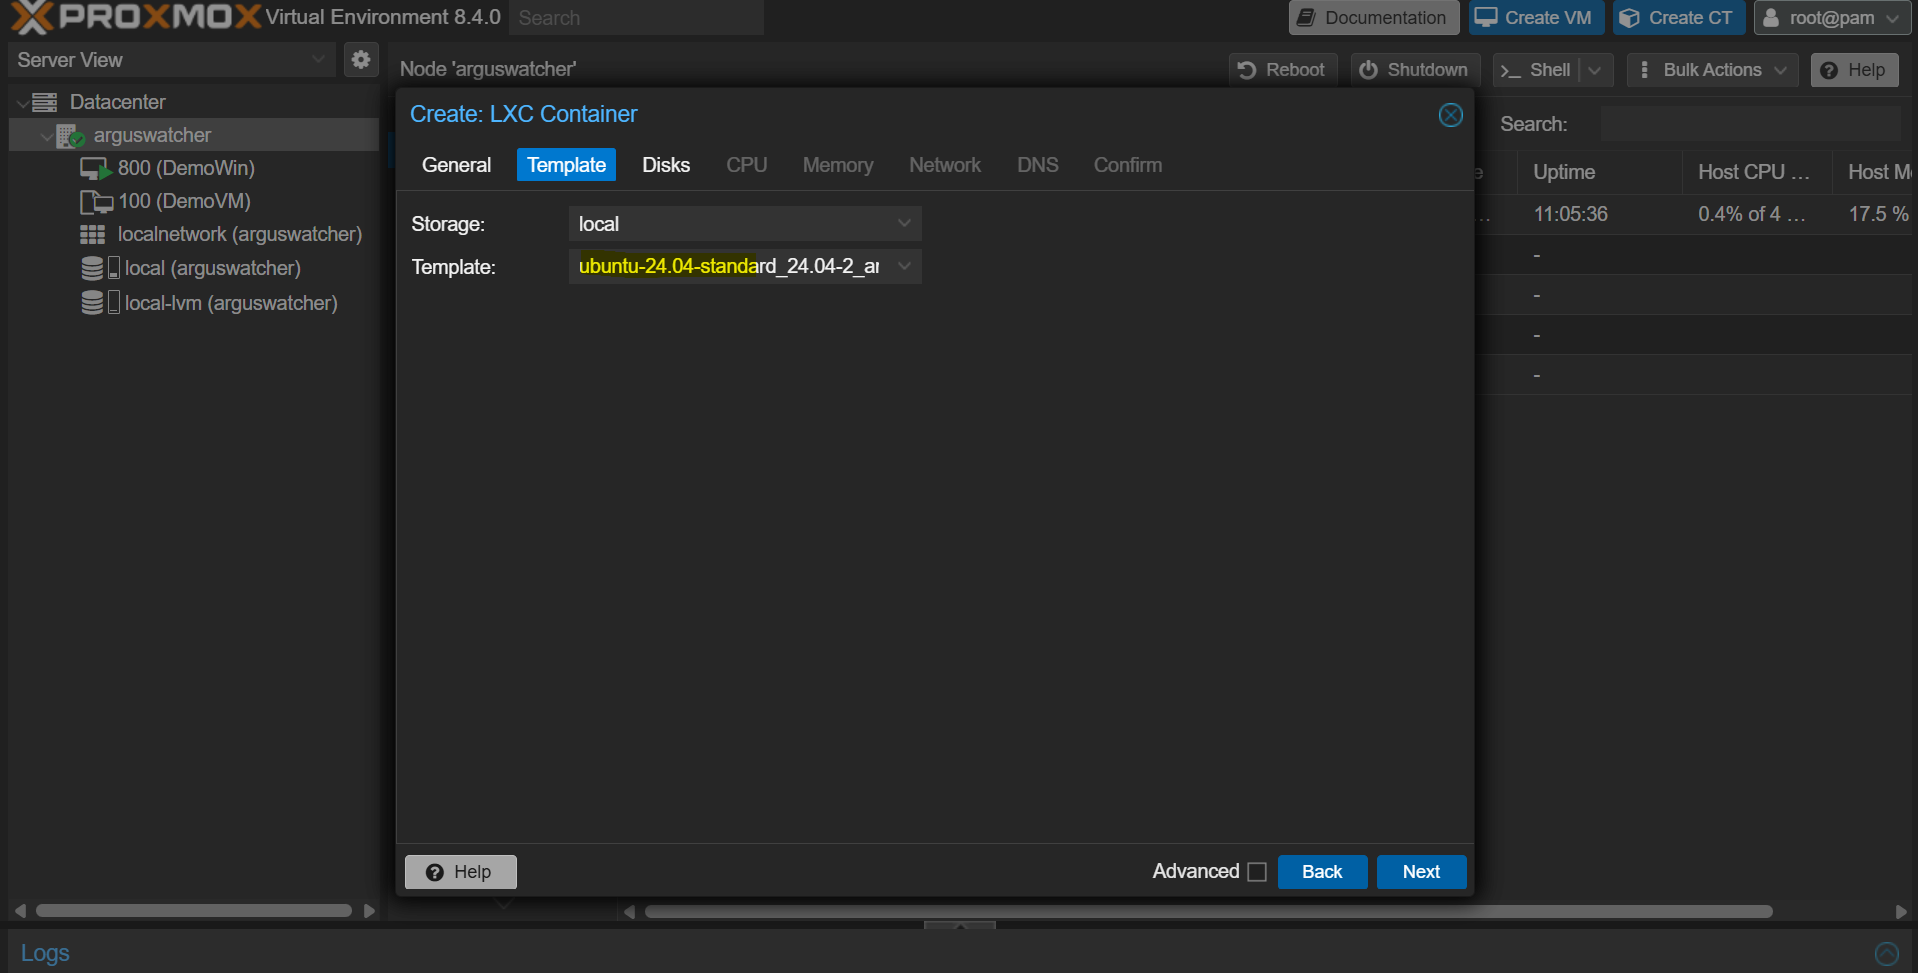 PROXMOX Virtual Environment 8.4.0 Search Documentation Create VM Create CT root@pam
Server View
Node 'arguswatcher' Reboot Shutdown Shell Bulk Actions Help
Datacenter
arguswatcher
800 (DemoWin)
100 (DemoVM)
localnetwork (arguswatcher)
local (arguswatcher)
local-lvm (arguswatcher)
Create: LXC Container
General Template Disks CPU Memory Network DNS Confirm
Storage: local
Template: ubuntu-24.04-standard_24.04-2_ar
Help Advanced Back Next
Search:
e Uptime Host CPU ... Host M
... 11:05:36 0.4% of 4 ... 17.5 %
-
-
-
-
Logs